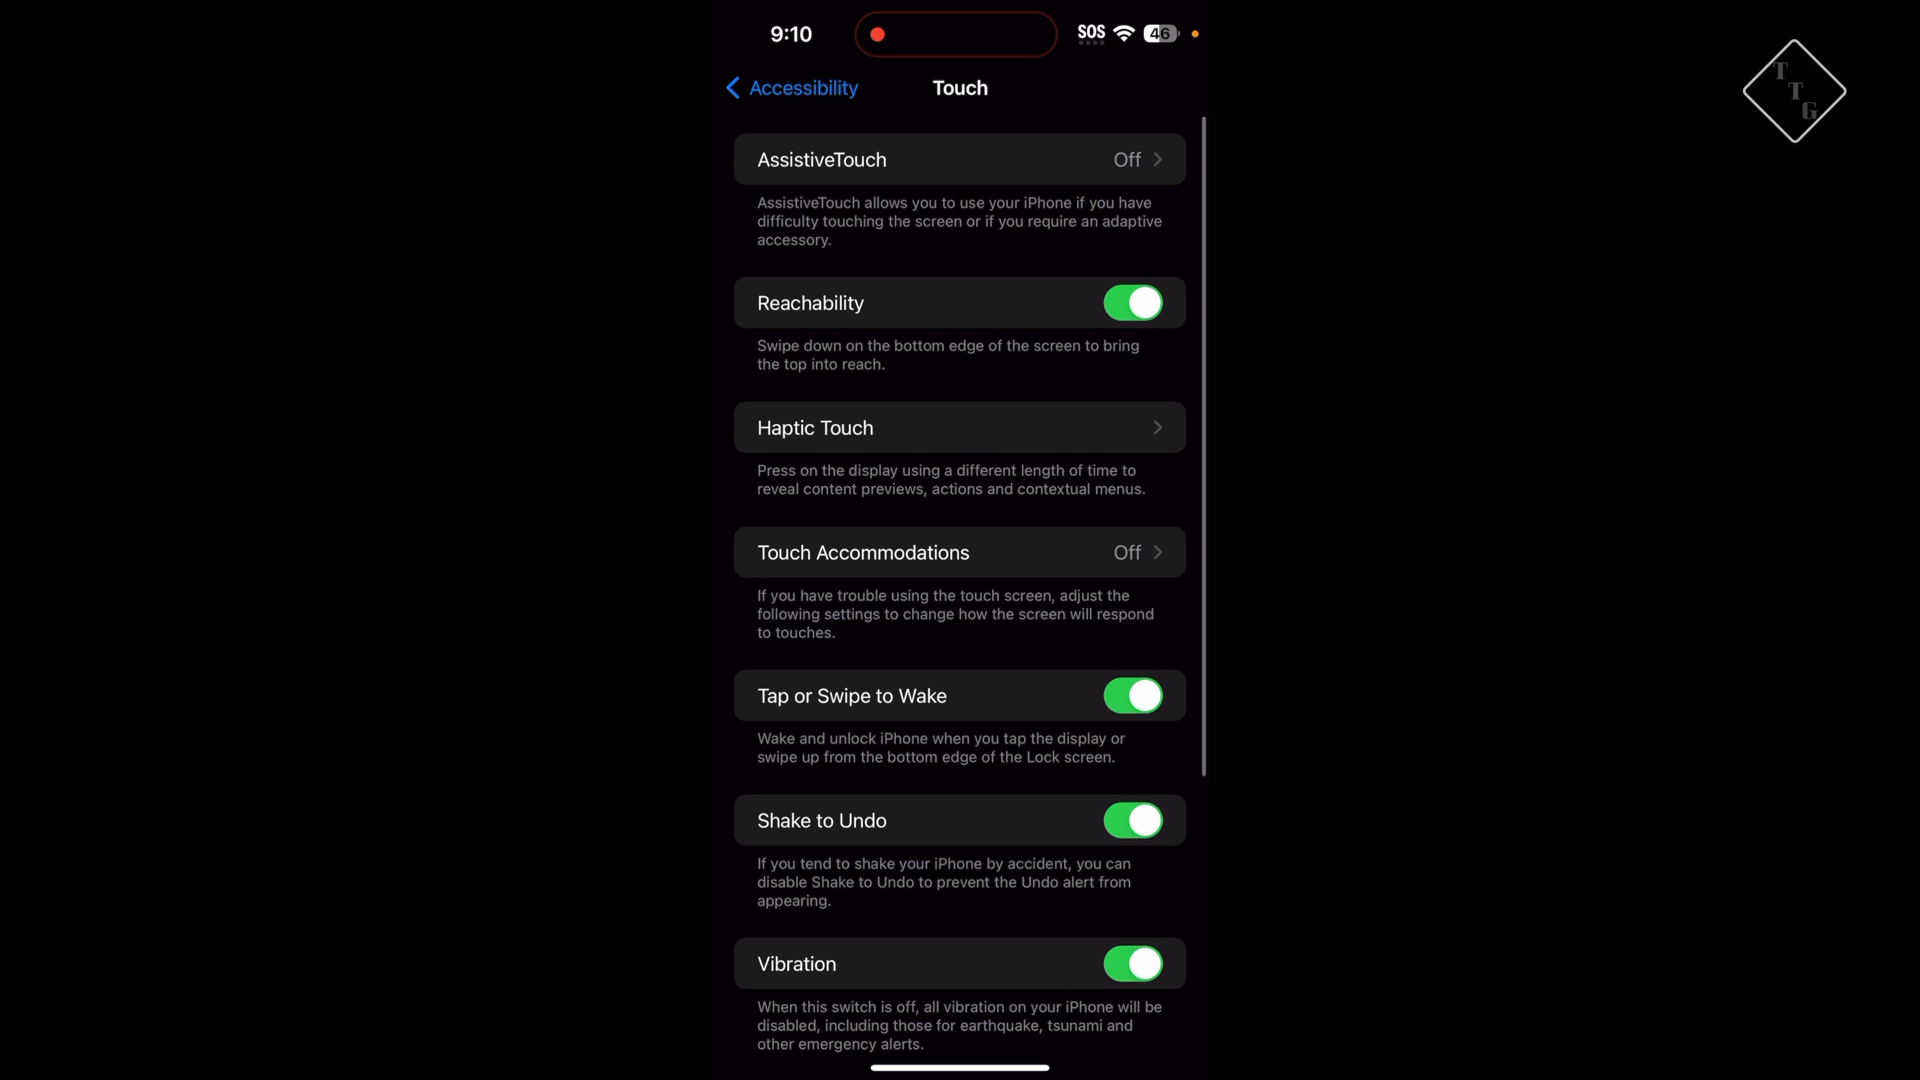 9:10
SOS
46
Accessibility
Touch
AssistiveTouch
Off
AssistiveTouch allows you to use your iPhone if you have
difficulty touching the screen or if you require an adaptive
accessory.
Reachability
Swipe down on the bottom edge of the screen to bring
the top into reach.
Haptic Touch
Press on the display using a different length of time to
reveal content previews, actions and contextual menus.
Touch Accommodations
Off
If you have trouble using the touch screen, adjust the
following settings to change how the screen will respond
to touches.
Tap or Swipe to Wake
Wake and unlock iPhone when you tap the display or
swipe up from the bottom edge of the Lock screen.
Shake to Undo
If you tend to shake your iPhone by accident, you can
disable Shake to Undo to prevent the Undo alert from
appearing.
Vibration
When this switch is off, all vibration on your iPhone will be
disabled, including those for earthquake, tsunami and
other emergency alerts.
T
T
G